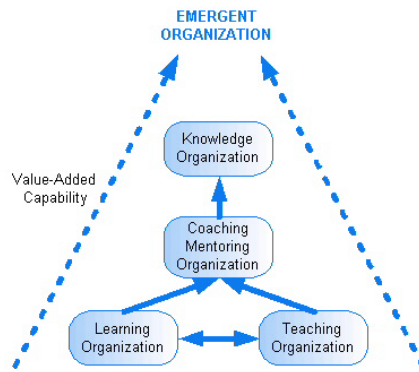 EMERGENT
ORGANIZATION
Knowledge
Organization
Value-Added
Capability
Coaching
Mentoring
Organization
Learning
Organization
Teaching
Organization